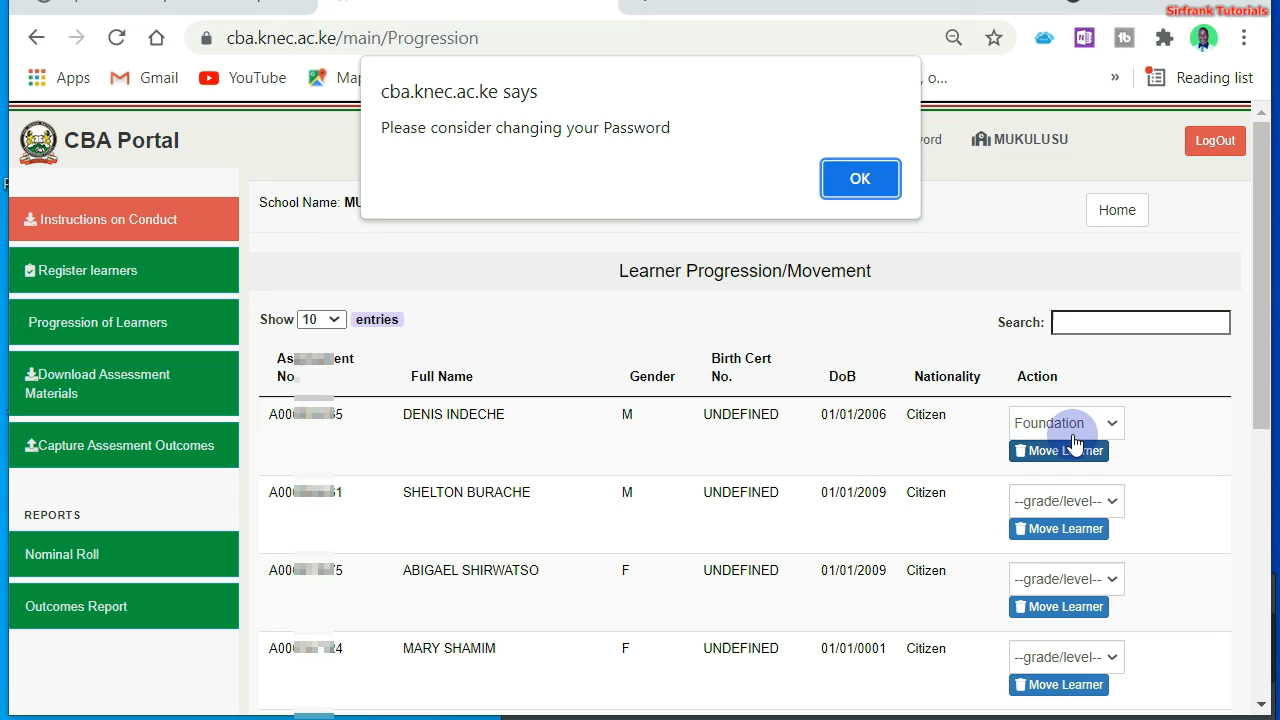 Sirfrank Tutorials
cba.knec.ac.ke/main/Progression
Apps Gmail YouTube o... » Reading list
cba.knec.ac.ke says
Please consider changing your Password
OK
CBA Portal
MUKULUSU
LogOut
Instructions on Conduct
Register learners
Progression of Learners
Download Assessment
Materials
Capture Assesment Outcomes
REPORTS
Nominal Roll
Outcomes Report
School Name:
Home
Learner Progression/Movement
Show 10 entries
Search:
No. Full Name Gender Birth Cert No. DoB Nationality Action
DENIS INDECHE M UNDEFINED 01/01/2006 Citizen Foundation
Move Learner
SHELTON BURACHE M UNDEFINED 01/01/2009 Citizen --grade/level--
Move Learner
ABIGAEL SHIRWATSO F UNDEFINED 01/01/2009 Citizen --grade/level--
Move Learner
MARY SHAMIM F UNDEFINED 01/01/0001 Citizen --grade/level--
Move Learner